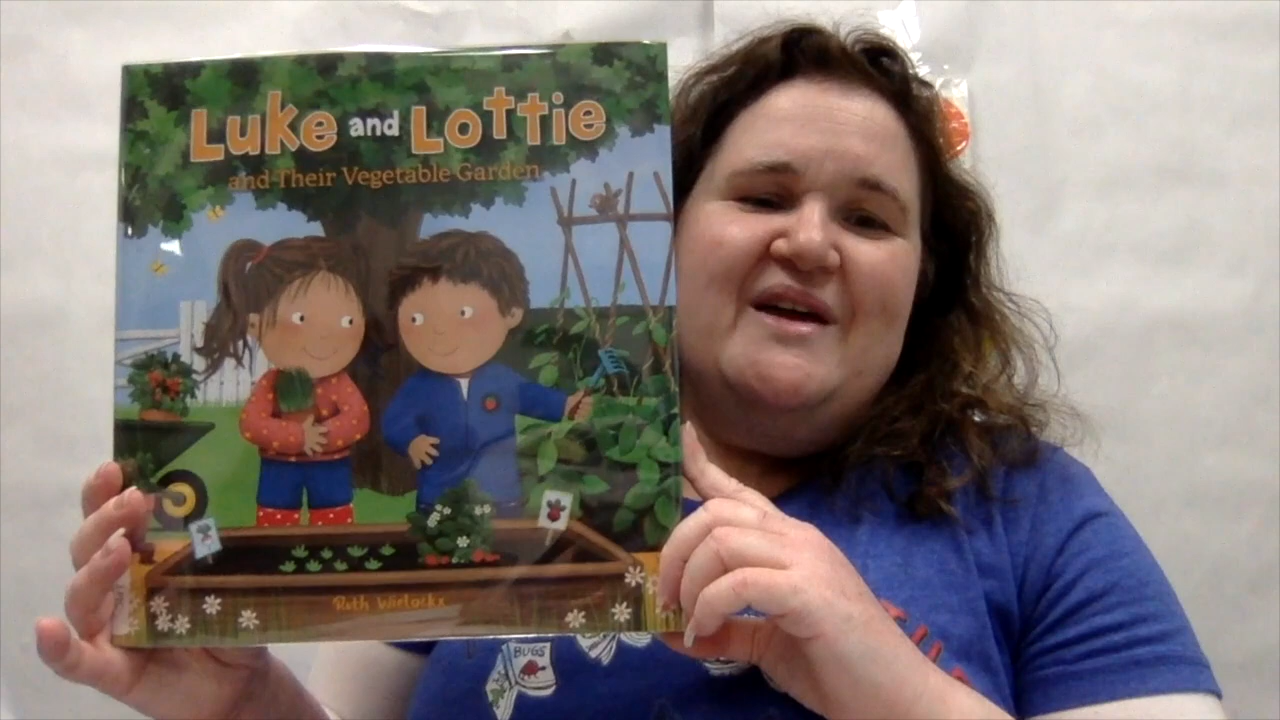 Luke and Lottie
and Their Vegetable Garden
Ruth Wielockx
BUGS